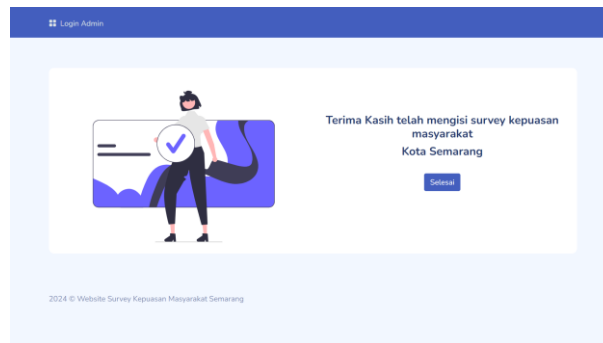 Login Admin
Terima Kasih telah mengisi survey kepuasan
masyarakat
Kota Semarang
Selesai
2024 © Website Survey Kepuasan Masyarakat Semarang